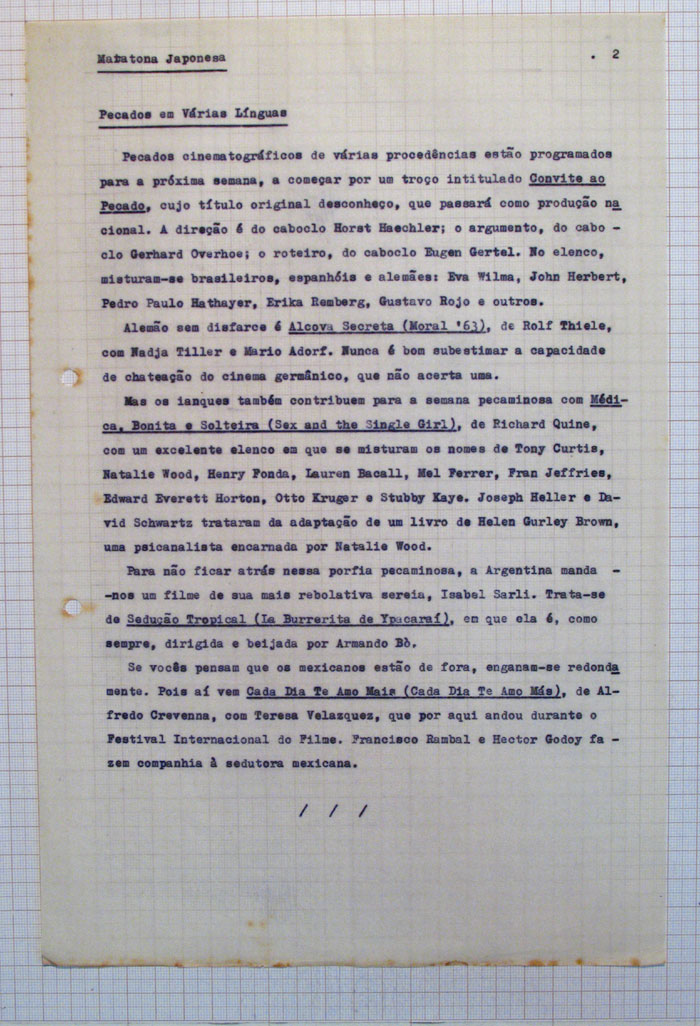 Maratona Japonesa . 2
Pecados em Várias Línguas
Pecados cinematográficos de várias procedências estão programados
para a próxima semana, a começar por um troço intitulado Convite ao
Pecado, cujo título original desconheço, que passará como produção na
cional. A direção é do caboclo Horst Haechler; o argumento, do cabo -
clo Gerhard Overhoe; o roteiro, do caboclo Eugen Gertel. No elenco,
misturam-se brasileiros, espanhóis e alemães: Eva Wilma, John Herbert,
Pedro Paulo Hathayer, Erika Remberg, Gustavo Rojo e outros.
Alemão sem disfarce é Alcova Secreta (Moral '63), de Rolf Thiele,
com Nadja Tiller e Mario Adorf. Nunca é bom subestimar a capacidade
de chateação do cinema germânico, que não acerta uma.
Mas os ianques também contribuem para a semana pecaminosa com Médi-
ca, Bonita e Solteira (Sex and the Single Girl), de Richard Quine,
com um excelente elenco em que se misturam os nomes de Tony Curtis,
Natalie Wood, Henry Fonda, Lauren Bacall, Mel Ferrer, Fran Jeffries,
Edward Everett Horton, Otto Kruger e Stubby Kaye. Joseph Heller e Da-
vid Schwartz trataram da adaptação de um livro de Helen Gurley Brown,
uma psicanalista encarnada por Natalie Wood.
Para não ficar atrás nessa porfia pecaminosa, a Argentina manda -
-nos um filme de sua mais rebolativa sereia, Isabel Sarli. Trata-se
de Sedução Tropical (La Burrerita de Ypacaraí), em que ela é, como
sempre, dirigida e beijada por Armando Bò.
Se vocês pensam que os mexicanos estão de fora, enganam-se redonda
mente. Pois aí vem Cada Dia Te Amo Mais (Cada Dia Te Amo Más), de Al-
fredo Crevenna, com Teresa Velazquez, que por aqui andou durante o
Festival Internacional do Filme. Francisco Rambal e Hector Godoy fa -
zem companhia à sedutora mexicana.
/ / /